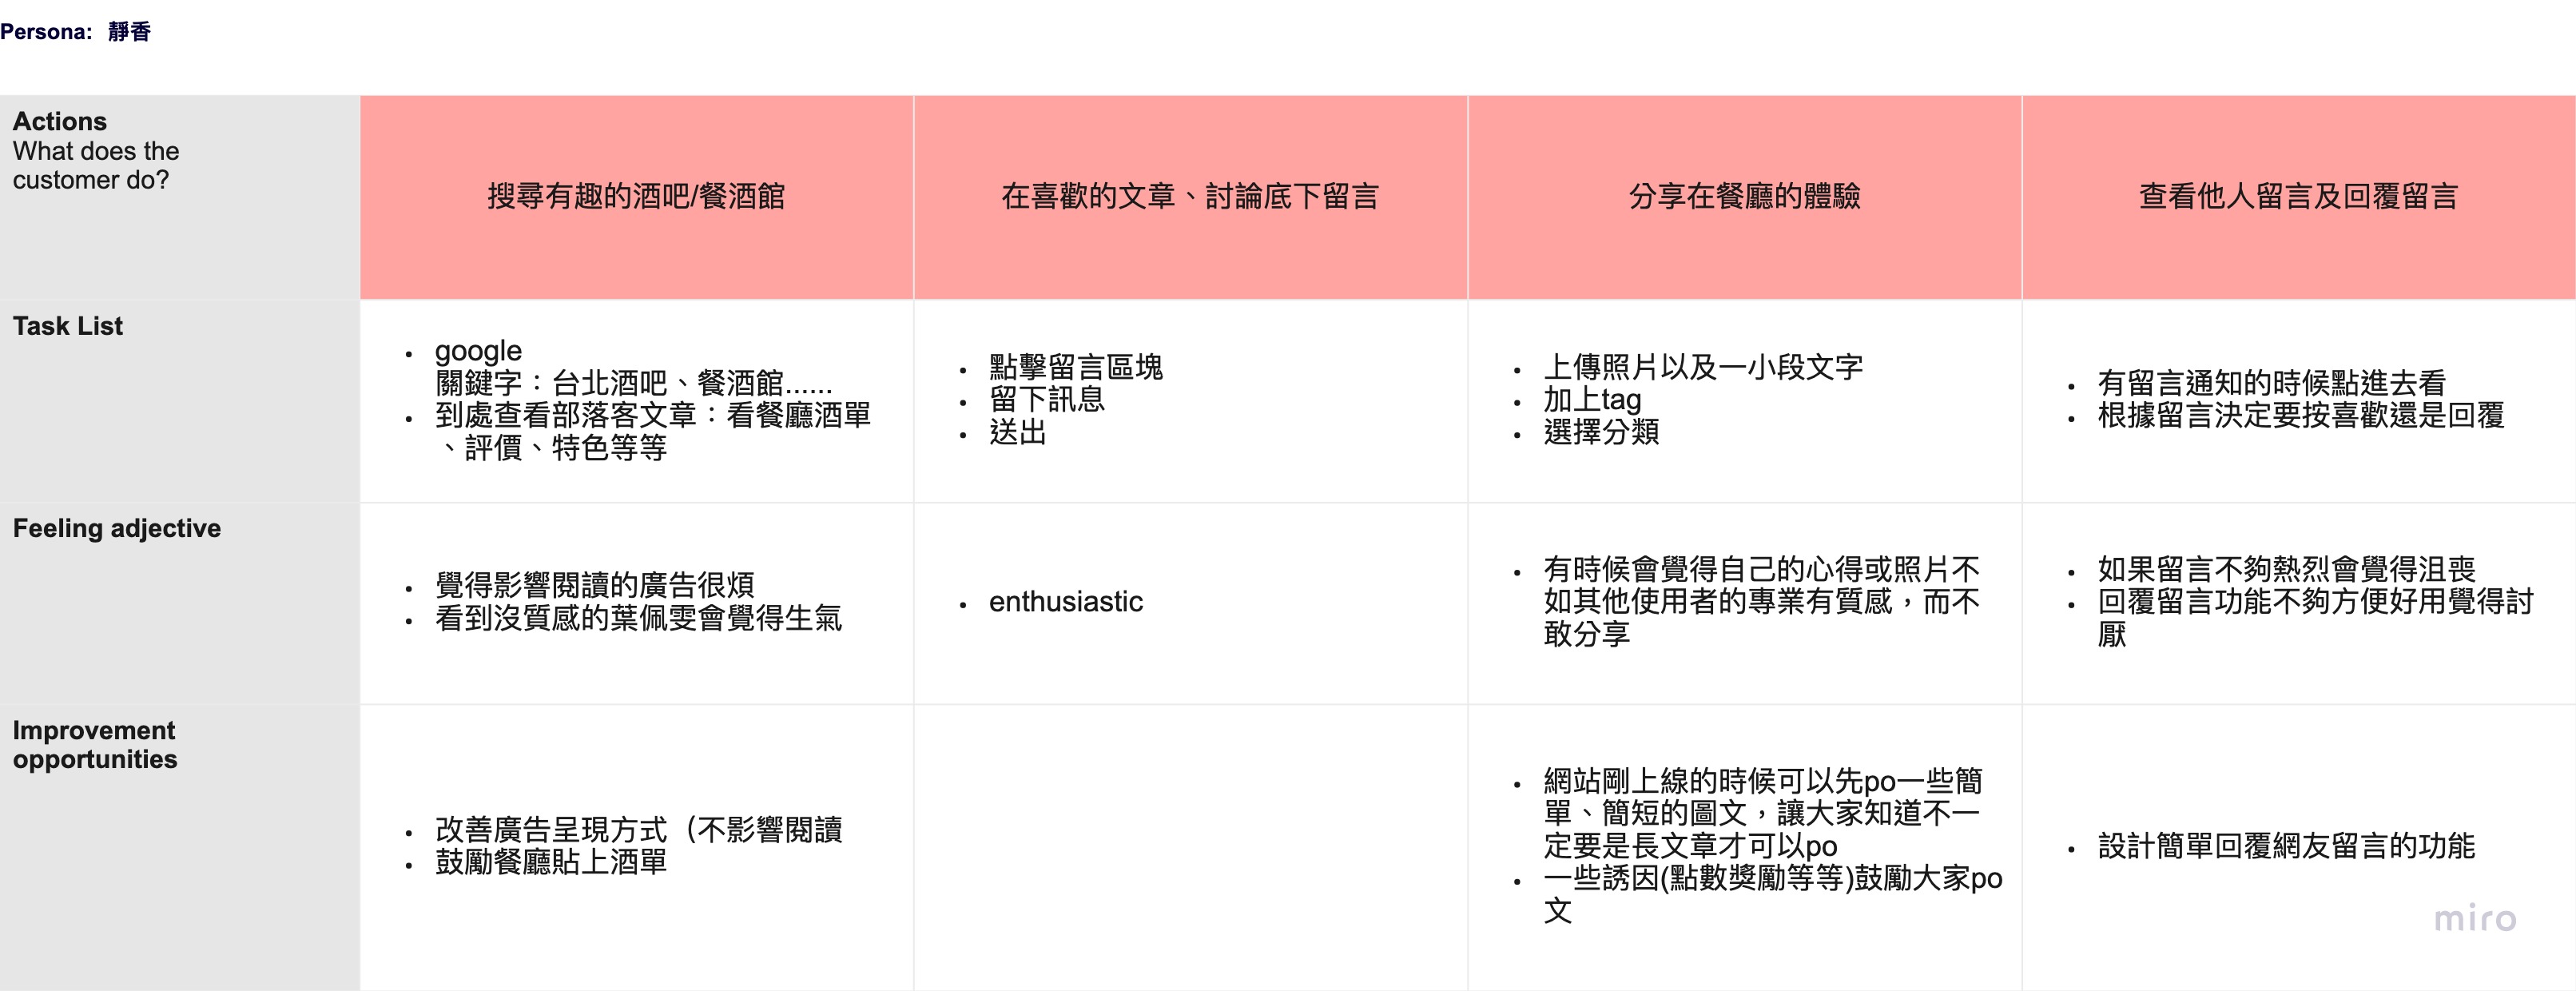 Persona: 靜香
Actions
What does the
customer do?
搜尋有趣的酒吧/餐酒館
在喜歡的文章、討論底下留言
分享在餐廳的體驗
查看他人留言及回覆留言
Task List
• google
關鍵字：台北酒吧、餐酒館......
• 到處查看部落客文章：看餐廳酒單
、評價、特色等等
• 點擊留言區塊
• 留下訊息
• 送出
• 上傳照片以及一小段文字
• 加上tag
• 選擇分類
• 有留言通知的時候點進去看
• 根據留言決定要按喜歡還是回覆
Feeling adjective
• 覺得影響閱讀的廣告很煩
• 看到沒質感的葉佩雯會覺得生氣
• enthusiastic
• 有時候會覺得自己的心得或照片不
如其他使用者的專業有質感，而不
敢分享
• 如果留言不夠熱烈會覺得沮喪
• 回覆留言功能不夠方便好用覺得討
厭
Improvement
opportunities
• 改善廣告呈現方式（不影響閱讀
• 鼓勵餐廳貼上酒單
• 網站剛上線的時候可以先po一些簡
單、簡短的圖文，讓大家知道不一
定要是長文章才可以po
• 一些誘因(點數獎勵等等)鼓勵大家po
文
• 設計簡單回覆網友留言的功能
miro